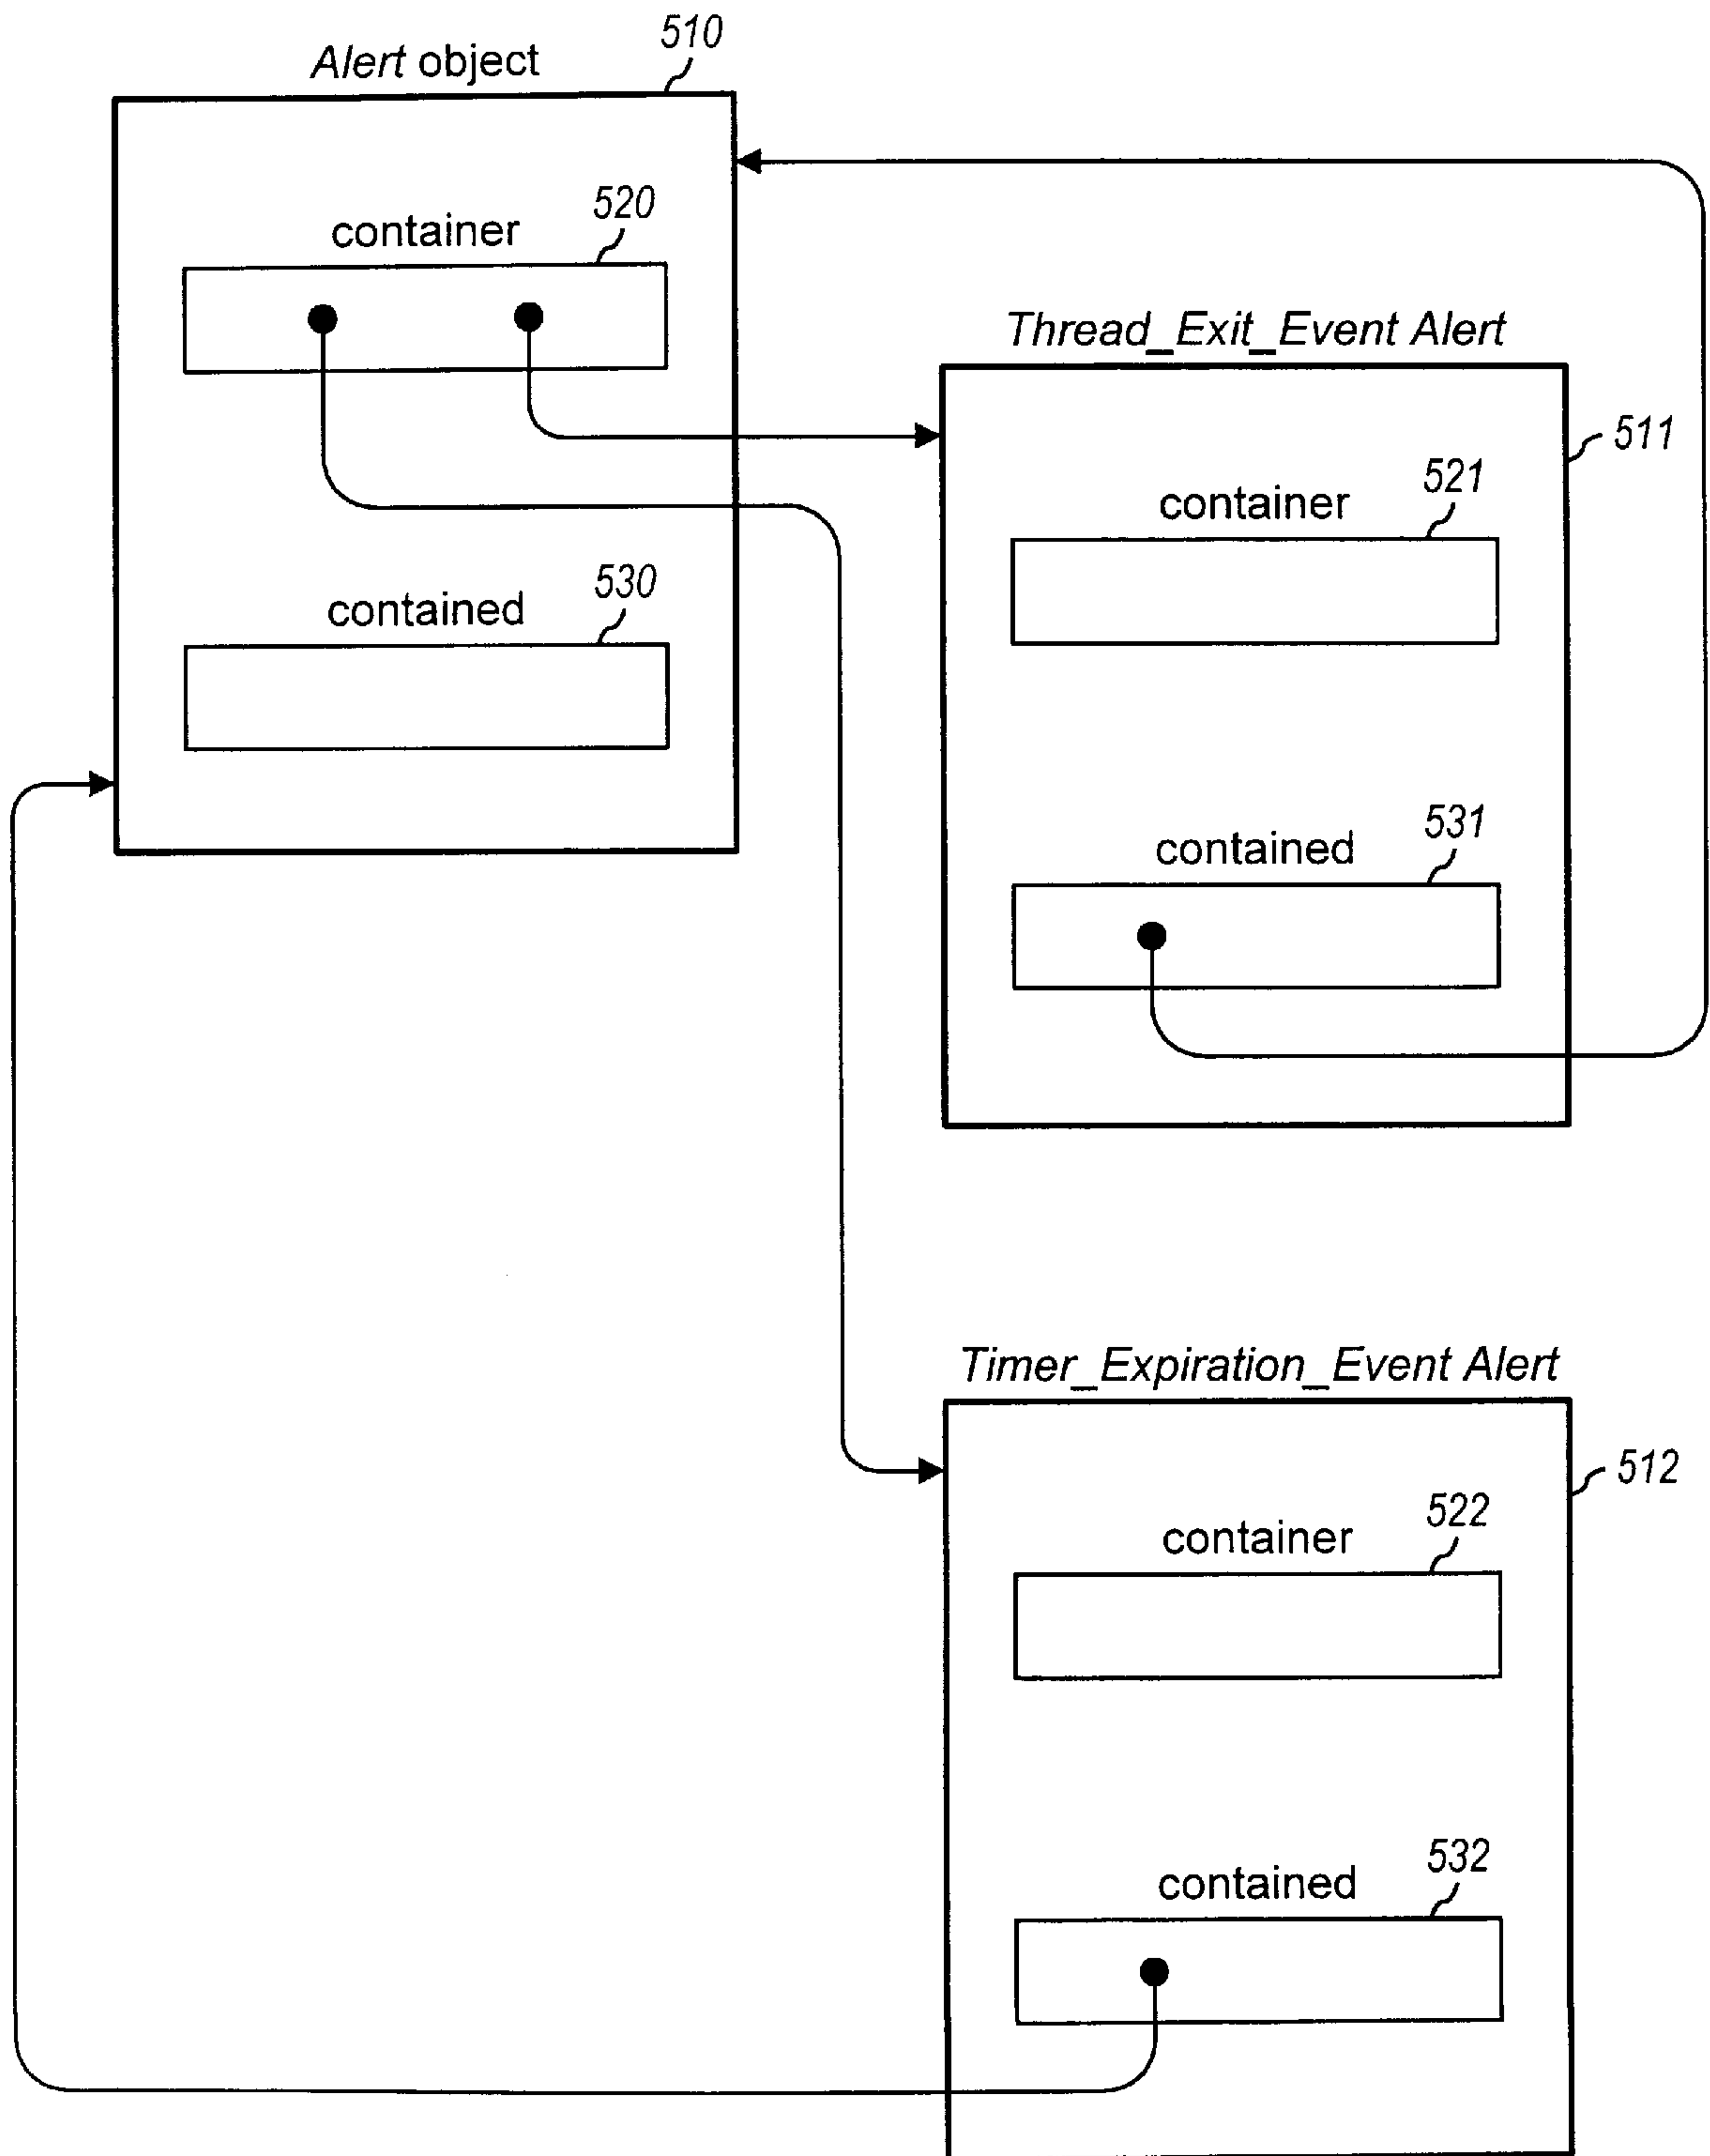 510
Alert object
520
container
Thread_Exit_Event Alert
511
521
container
530
contained
531
contained
Timer_Expiration_Event Alert
512
522
container
532
contained